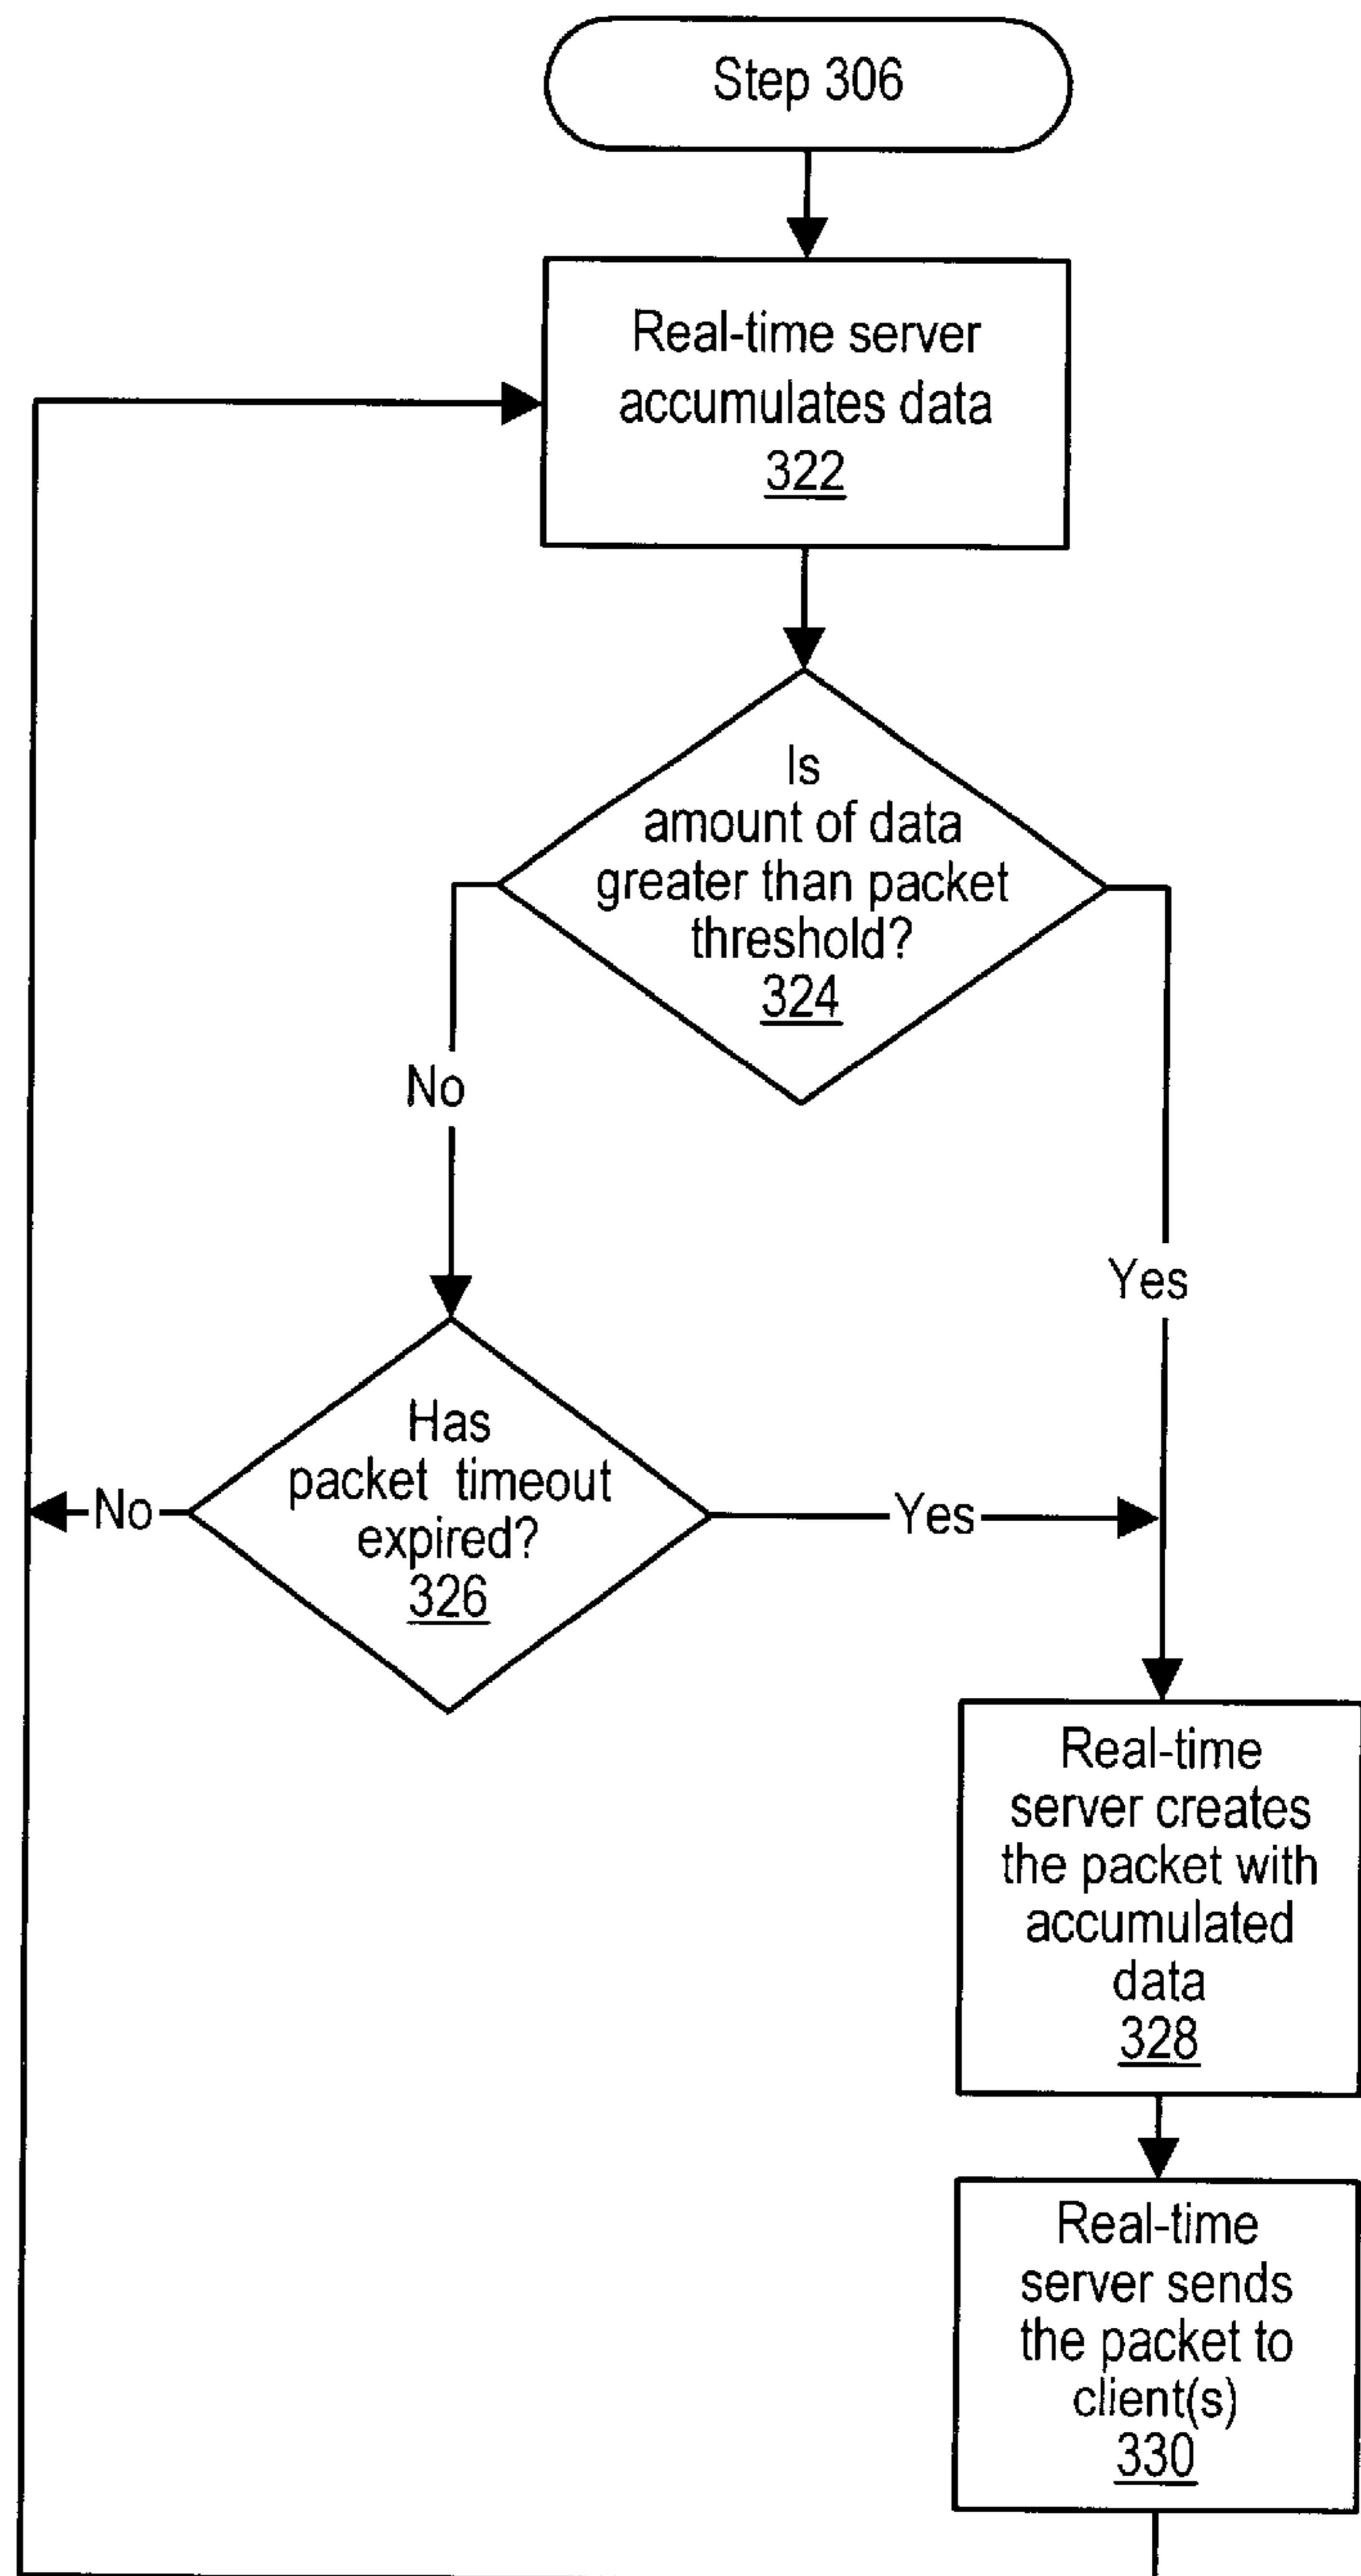 Step 306
Real-time server
accumulates data
322
Is
amount of data
greater than packet
threshold?
324
No
Yes
Has
packet timeout
expired?
326
No
Yes
Real-time
server creates
the packet with
accumulated
data
328
Real-time
server sends
the packet to
client(s)
330